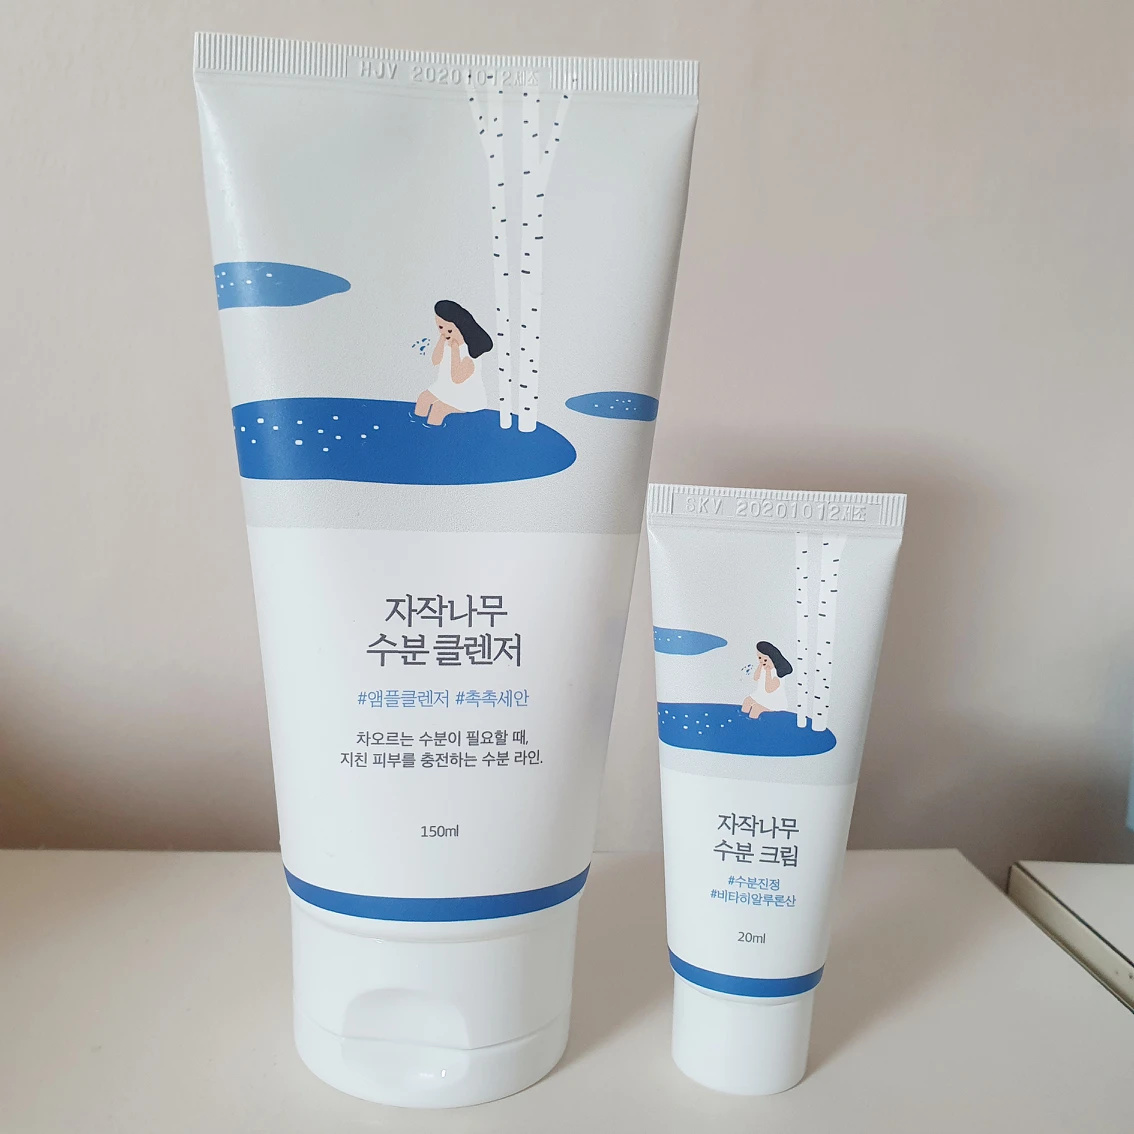 HJV 20201012제조
자작나무
수분 클렌저
#앰플클렌저 #촉촉세안
차오르는 수분이 필요할 때,
지친 피부를 충전하는 수분 라인.
150ml
SKV 20201012제조
자작나무
수분 크림
#수분진정
#비타히알루론산
20ml